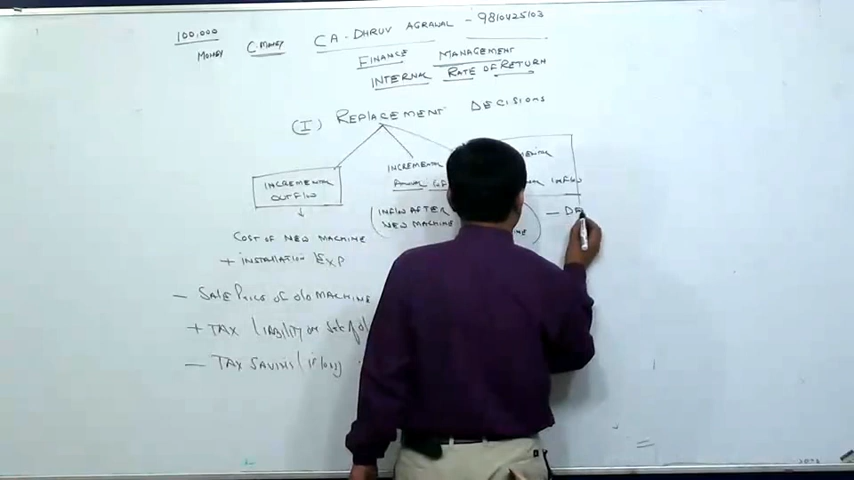 100,000
MONEY C.MONEY CA. DHRUV AGRAWAL - 9810425103
FINANCE MANAGEMENT
INTERNAL RATE OF RETURN
(I) REPLACEMENT DECISIONS
INCREMENTAL
OUTFLOW
INCREMENTAL
ANNUAL
INFLOW
INFLOW AFTER
NEW MACHINE
- DE
COST OF NEW MACHINE
+ INSTALLATION EXP
- SALE PRICE OF OLD MACHINE
+ TAX LIABILITY ON Sale of
- TAX SAVING (if any